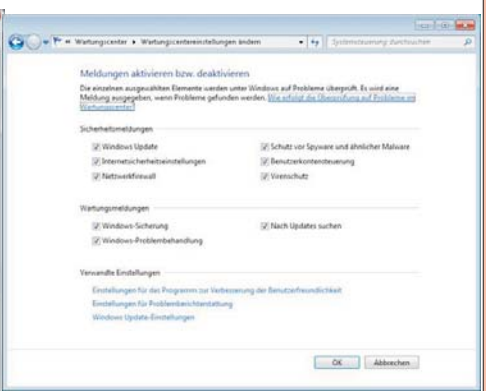 « Wartungscenter ▸ Wartungscentereinstellungen ändern
Systemsteuerung durchsuchen
Meldungen aktivieren bzw. deaktivieren
Die einzelnen ausgewählten Elemente werden unter Windows auf Probleme überprüft. Es wird eine
Meldung ausgegeben, wenn Probleme gefunden werden. Wie erfolgt die Überprüfung auf Probleme im
Wartungscenter?
Sicherheitsmeldungen
Windows Update
Schutz vor Spyware und ähnlicher Malware
Internetsicherheitseinstellungen
Benutzerkontensteuerung
Netzwerkfirewall
Virenschutz
Wartungsmeldungen
Windows-Sicherung
Nach Updates suchen
Windows-Problembehandlung
Verwandte Einstellungen
Einstellungen für das Programm zur Verbesserung der Benutzerfreundlichkeit
Einstellungen für Problemberichterstattung
Windows Update-Einstellungen
OK
Abbrechen